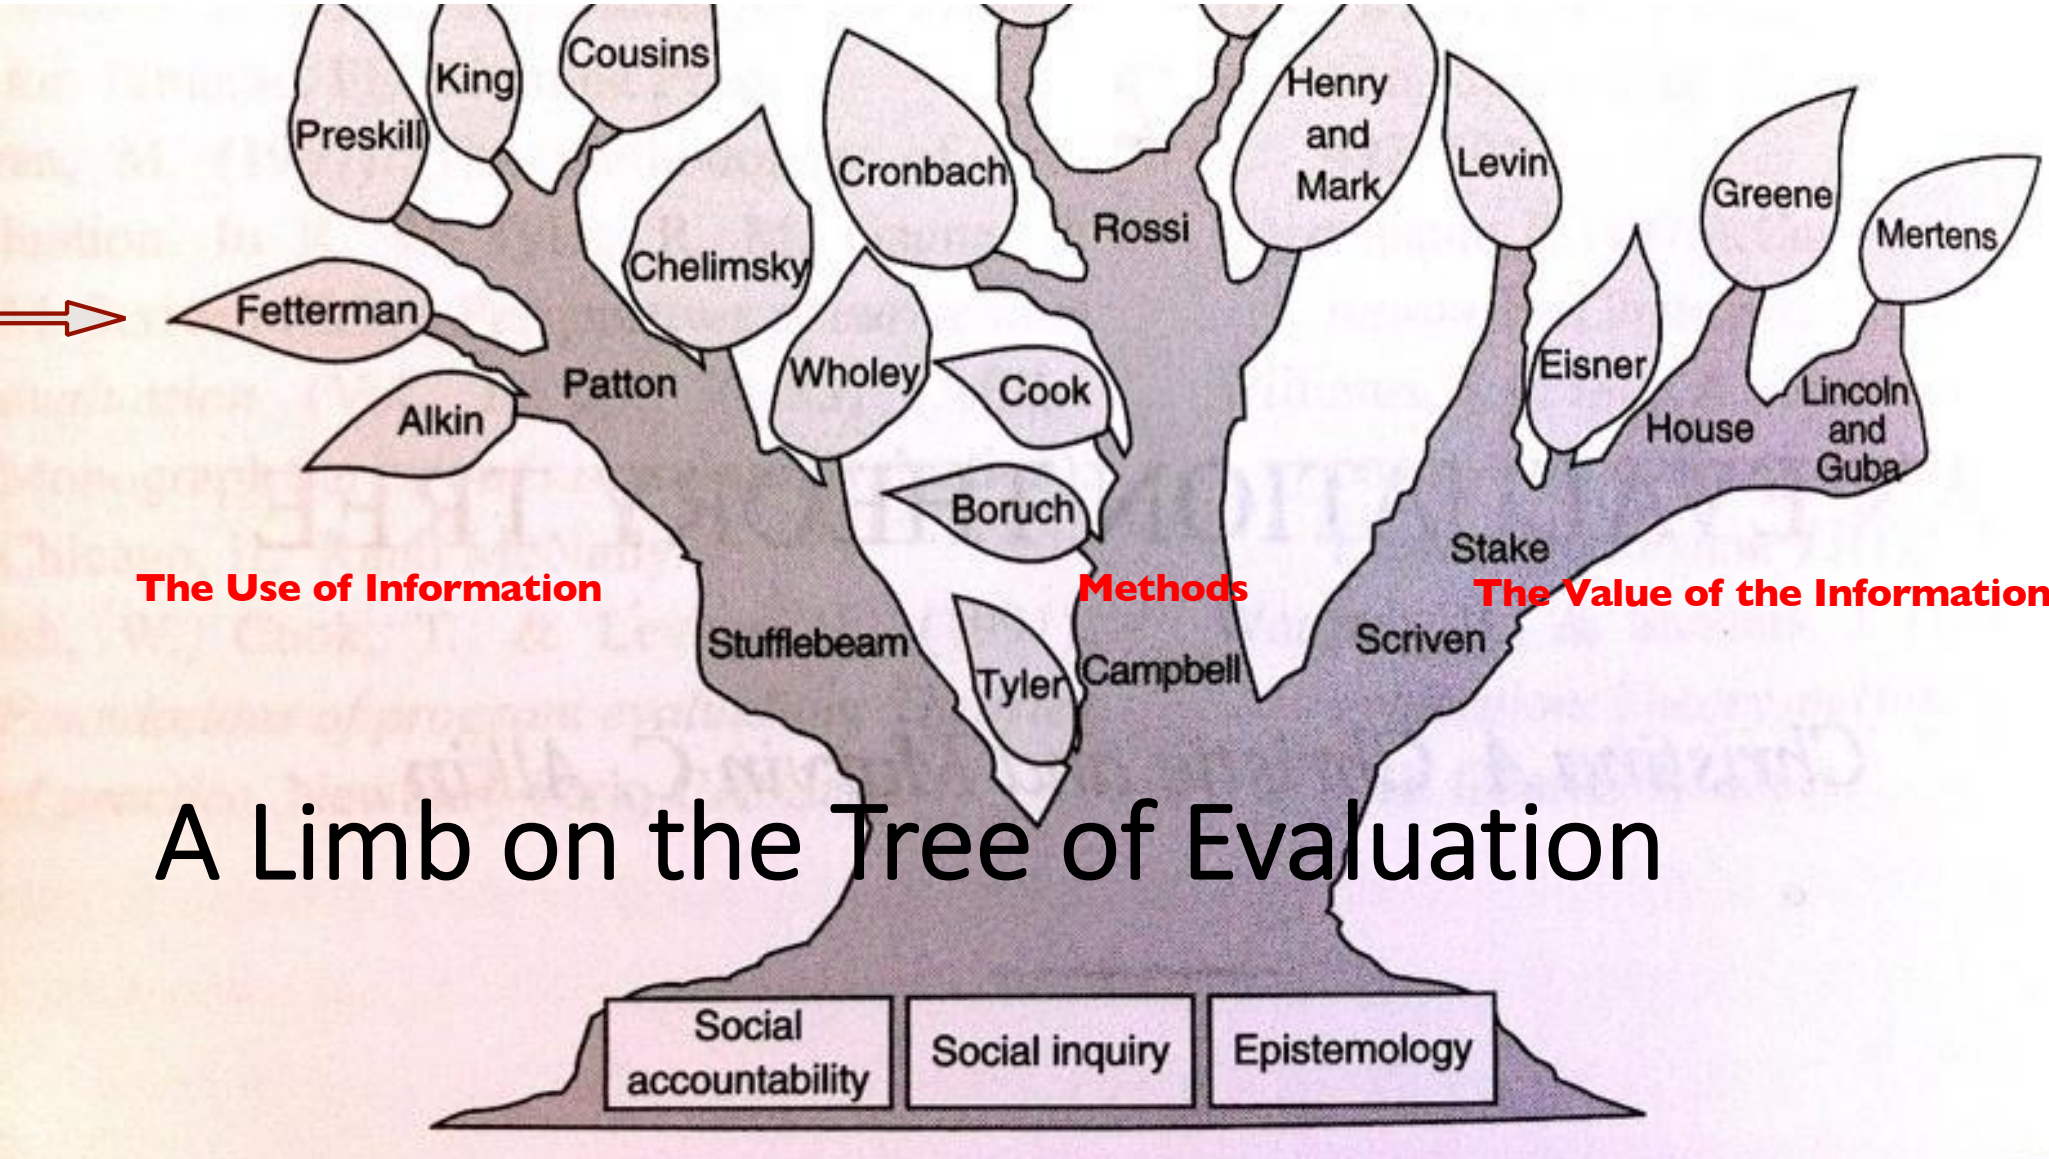 King
Cousins
Preskill
Cronbach
Henry
and
Mark
Levin
Greene
Mertens
Rossi
Chelimsky
Fetterman
Patton
Wholey
Cook
Eisner
Alkin
House
Lincoln
and
Guba
Boruch
Stake
The Use of Information
Methods
The Value of the Information
Stufflebeam
Tyler
Campbell
Scriven
A Limb on the Tree of Evaluation
Social
accountability
Social inquiry
Epistemology